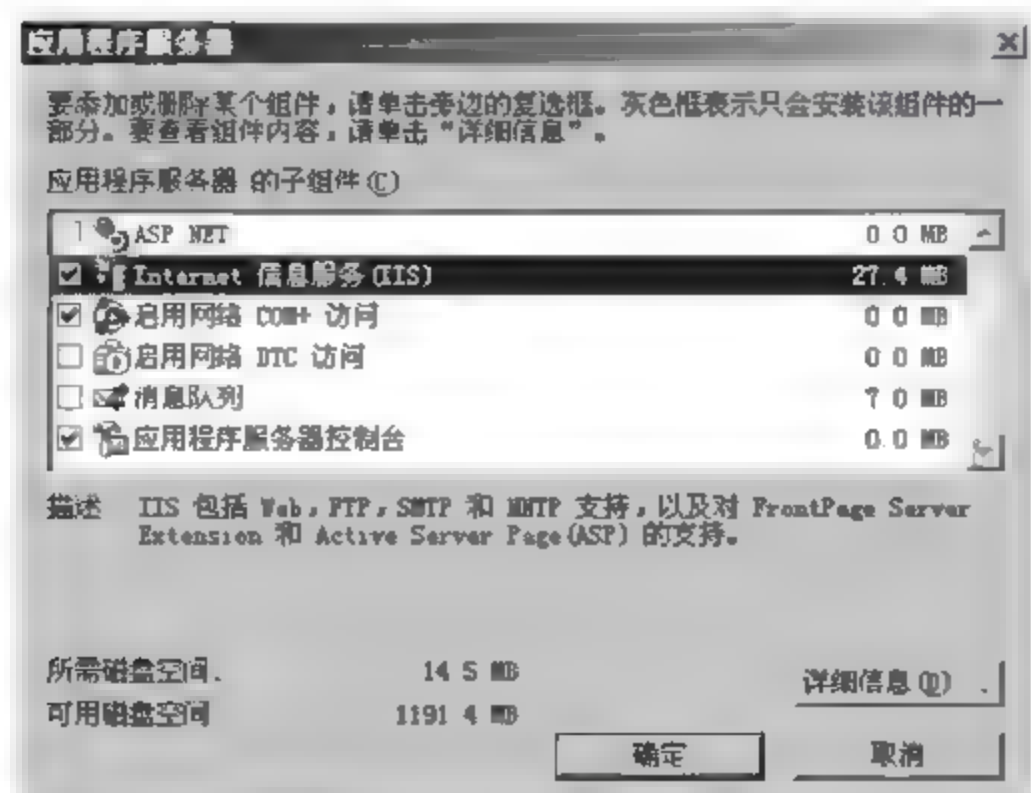 应用程序服务器
要添加或删除某个组件，请单击旁边的复选框。灰色框表示只会安装该组件的一
部分。要查看组件内容，请单击“详细信息”。
应用程序服务器 的子组件(C)
ASP NET 0 0 MB
Internet 信息服务(IIS) 27.4 MB
启用网络 COM+ 访问 0 0 MB
启用网络 DTC 访问 0 0 MB
消息队列 7 0 MB
应用程序服务器控制台 0.0 MB
描述 IIS 包括 Web，FTP，SMTP 和 NNTP 支持，以及对 FrontPage Server
Extension 和 Active Server Page(ASP) 的支持。
所需磁盘空间. 14 5 MB
详细信息(D) .
可用磁盘空间 1191 4 MB
确定 取消